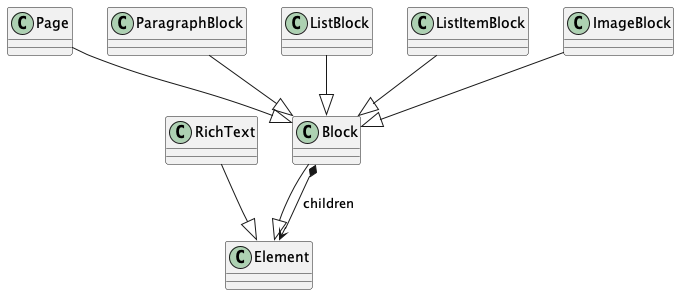 C Page
C ParagraphBlock
C ListBlock
C ListItemBlock
C ImageBlock
C RichText
C Block
children
C Element